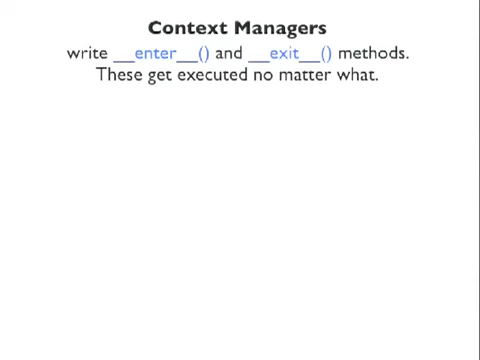 Context Managers
write __enter__() and __exit__() methods.
These get executed no matter what.